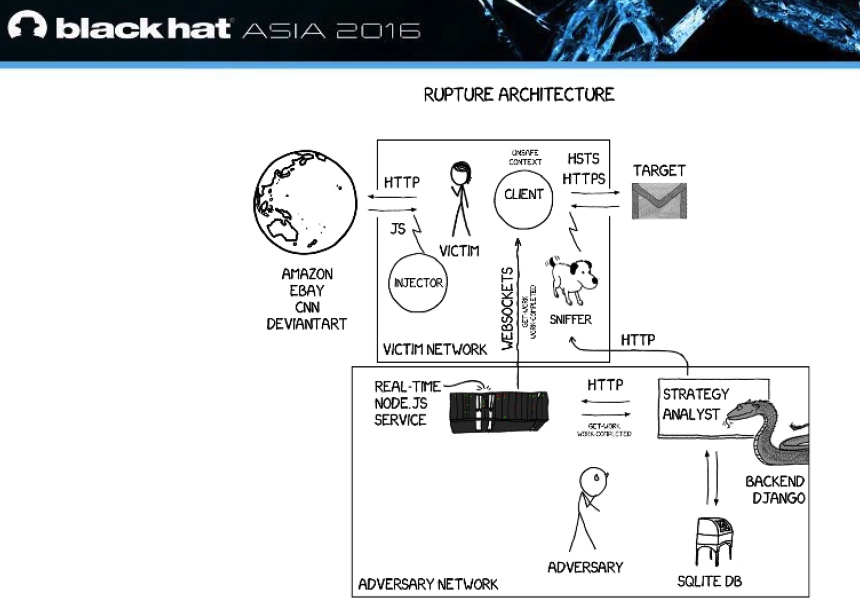 black hat ASIA 2016
RUPTURE ARCHITECTURE
UNSAFE
CONTEXT
HSTS
HTTPS
TARGET
HTTP
CLIENT
JS
VICTIM
INJECTOR
AMAZON
EBAY
CNN
DEVIANTART
WEBSOCKETS
GET-WORK
WORK-COMPLETED
SNIFFER
VICTIM NETWORK
HTTP
REAL-TIME
NODE.JS
SERVICE
HTTP
GET-WORK
WORK-COMPLETED
STRATEGY
ANALYST
BACKEND
DJANGO
ADVERSARY
SQLITE DB
ADVERSARY NETWORK